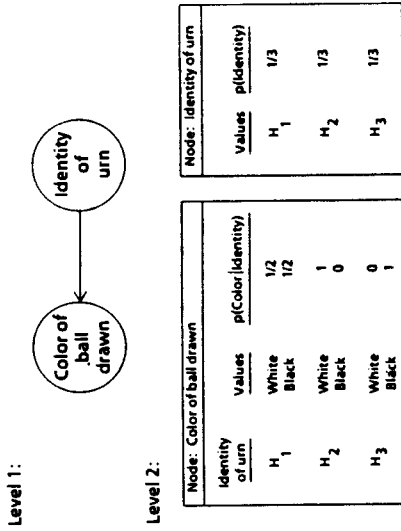 Level 1:
Color of
ball
drawn
Identity
of
urn
Level 2:
Node: Color of ball drawn
Identity
of urn Values p(Color|Identity)
H1 White 1/2
Black 1/2
H2 White 1
Black 0
H3 White 0
Black 1
Node: Identity of urn
Values p(Identity)
H1 1/3
H2 1/3
H3 1/3